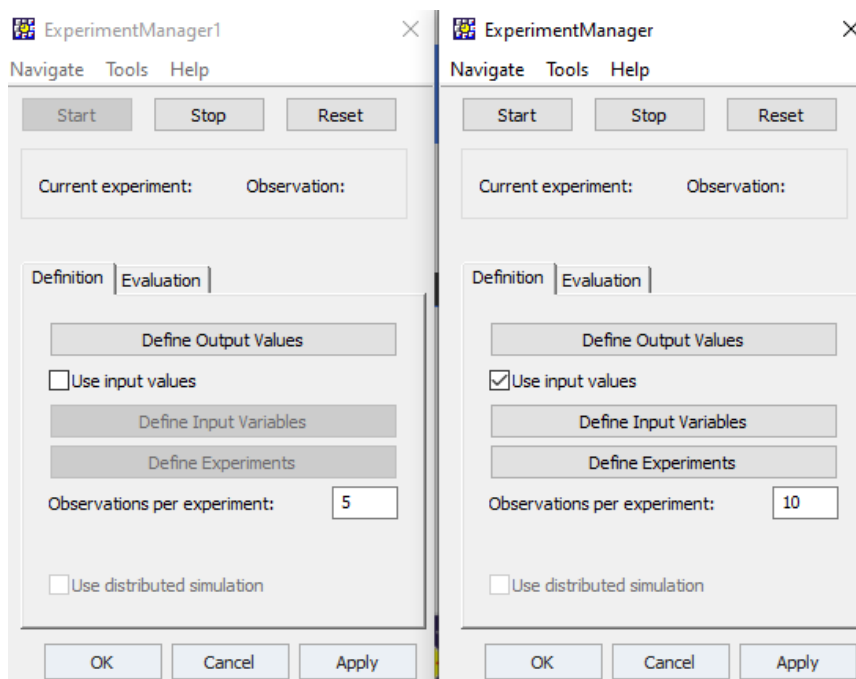 ExperimentManager1
Navigate Tools Help
Start Stop Reset
Current experiment: Observation:
Definition Evaluation
Define Output Values
Use input values
Define Input Variables
Define Experiments
Observations per experiment: 5
Use distributed simulation
OK Cancel Apply
ExperimentManager
Navigate Tools Help
Start Stop Reset
Current experiment: Observation:
Definition Evaluation
Define Output Values
Use input values
Define Input Variables
Define Experiments
Observations per experiment: 10
Use distributed simulation
OK Cancel Apply